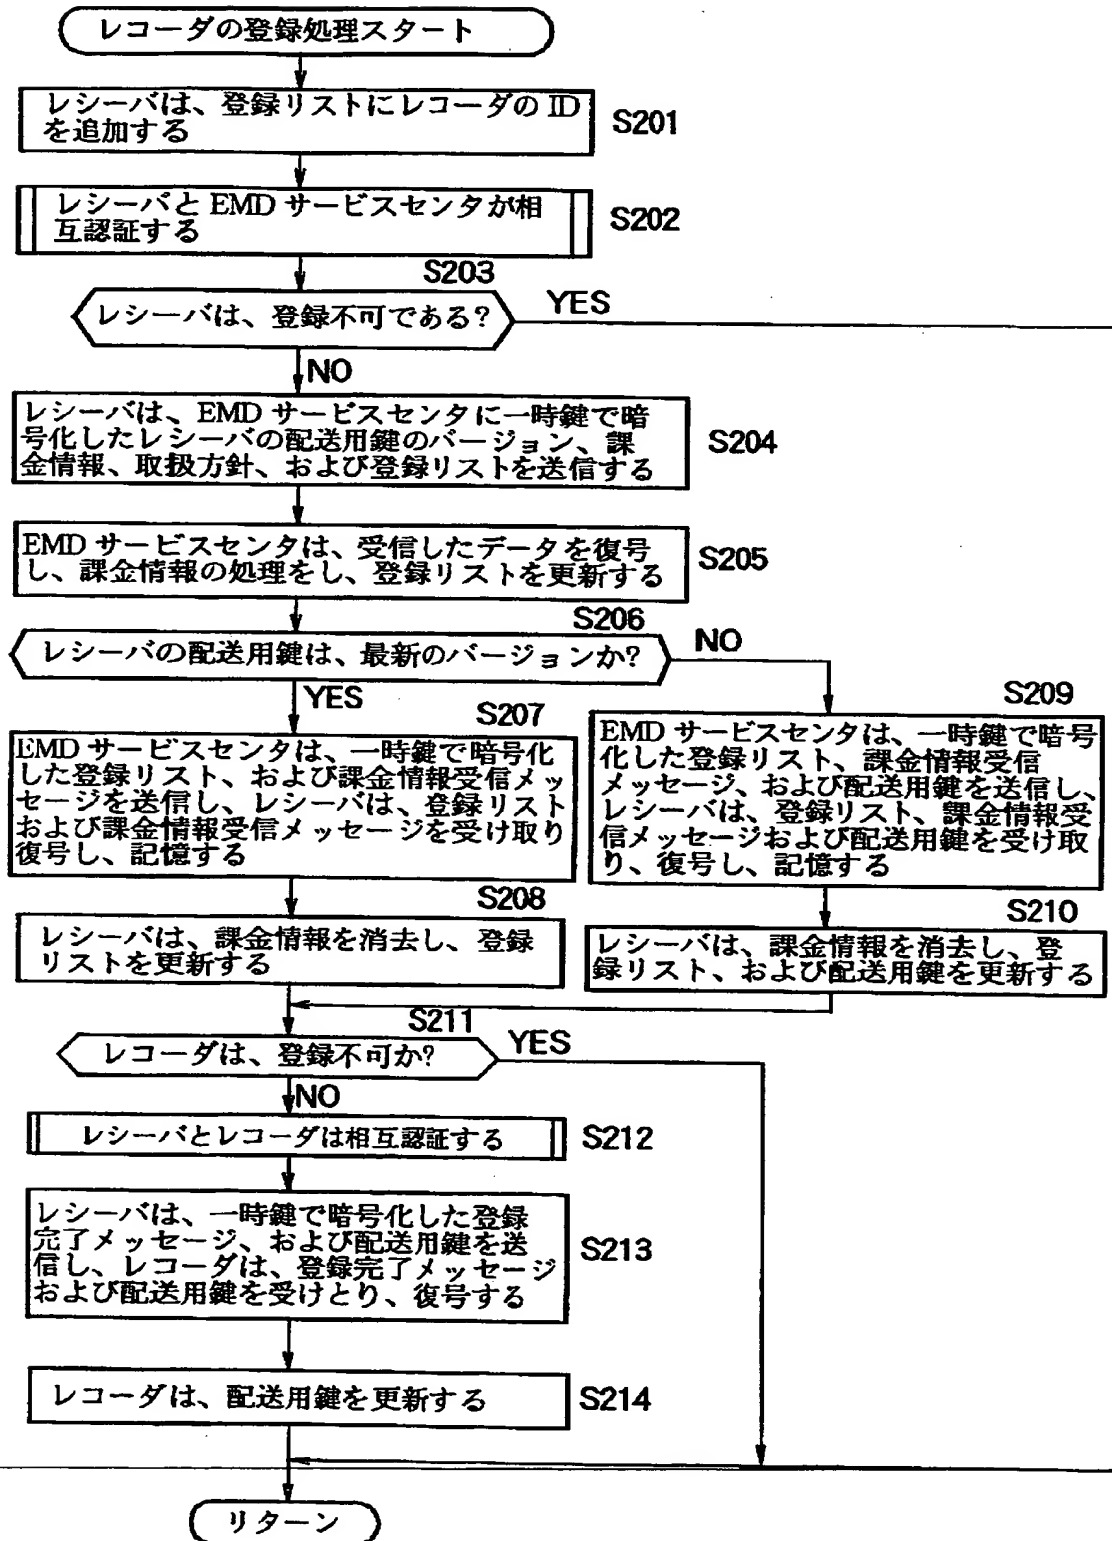 レコーダの登録処理スタート
レシーバは、登録リストにレコーダの ID
を追加する
S201
レシーバと EMD サービスセンタが相
互認証する
S202
S203
レシーバは、登録不可である?
YES
NO
レシーバは、EMD サービスセンタに一時鍵で暗
号化したレシーバの配送用鍵のバージョン、課
金情報、取扱方針、および登録リストを送信する
S204
EMD サービスセンタは、受信したデータを復号
し、課金情報の処理をし、登録リストを更新する
S205
S206
レシーバの配送用鍵は、最新のバージョンか?
NO
YES
S207
EMD サービスセンタは、一時鍵で暗号化
した登録リスト、および課金情報受信メッ
セージを送信し、レシーバは、登録リスト
および課金情報受信メッセージを受け取り
復号し、記憶する
S209
EMD サービスセンタは、一時鍵で暗号
化した登録リスト、課金情報受信
メッセージ、および配送用鍵を送信し、
レシーバは、登録リスト、課金情報受
信メッセージおよび配送用鍵を受け取
り、復号し、記憶する
S208
レシーバは、課金情報を消去し、登録
リストを更新する
S210
レシーバは、課金情報を消去し、登
録リスト、および配送用鍵を更新する
S211
レコーダは、登録不可か?
YES
NO
レシーバとレコーダは相互認証する
S212
レシーバは、一時鍵で暗号化した登録
完了メッセージ、および配送用鍵を送
信し、レコーダは、登録完了メッセージ
および配送用鍵を受けとり、復号する
S213
レコーダは、配送用鍵を更新する
S214
リターン